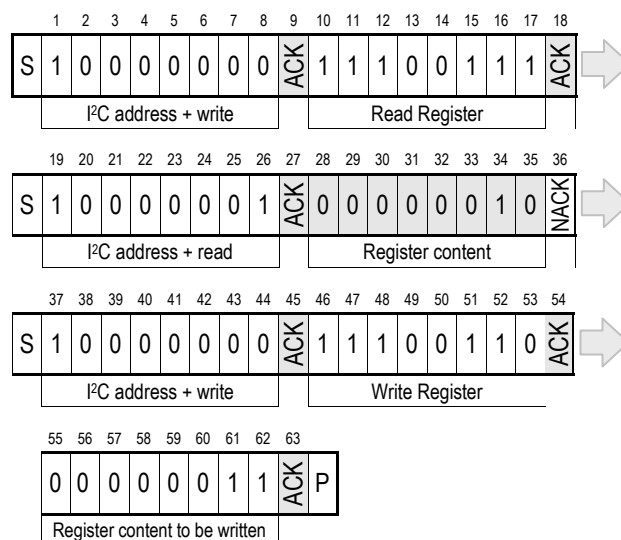 1 2 3 4 5 6 7 8 9 10 11 12 13 14 15 16 17 18
S 1 0 0 0 0 0 0 0 ACK 1 1 1 0 0 1 1 1 ACK
I²C address + write Read Register
19 20 21 22 23 24 25 26 27 28 29 30 31 32 33 34 35 36
S 1 0 0 0 0 0 0 1 ACK 0 0 0 0 0 0 1 0 NACK
I²C address + read Register content
37 38 39 40 41 42 43 44 45 46 47 48 49 50 51 52 53 54
S 1 0 0 0 0 0 0 0 ACK 1 1 1 0 0 1 1 0 ACK
I²C address + write Write Register
55 56 57 58 59 60 61 62 63
0 0 0 0 0 0 1 1 ACK P
Register content to be written